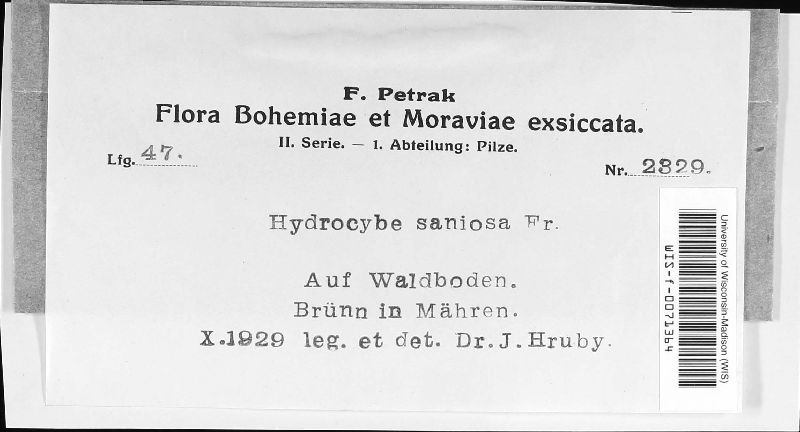 F. Petrak
Flora Bohemiae et Moraviae exsiccata.
II. Serie. — 1. Abteilung: Pilze.
Lfg. 47.
Nr. 2829.
Hydrocybe saniosa Fr.
Auf Waldboden.
Brünn in Mähren.
X.1929 leg. et det. Dr.J.Hruby.
University of Wisconsin-Madison (WIS)
WIS-f-0071364